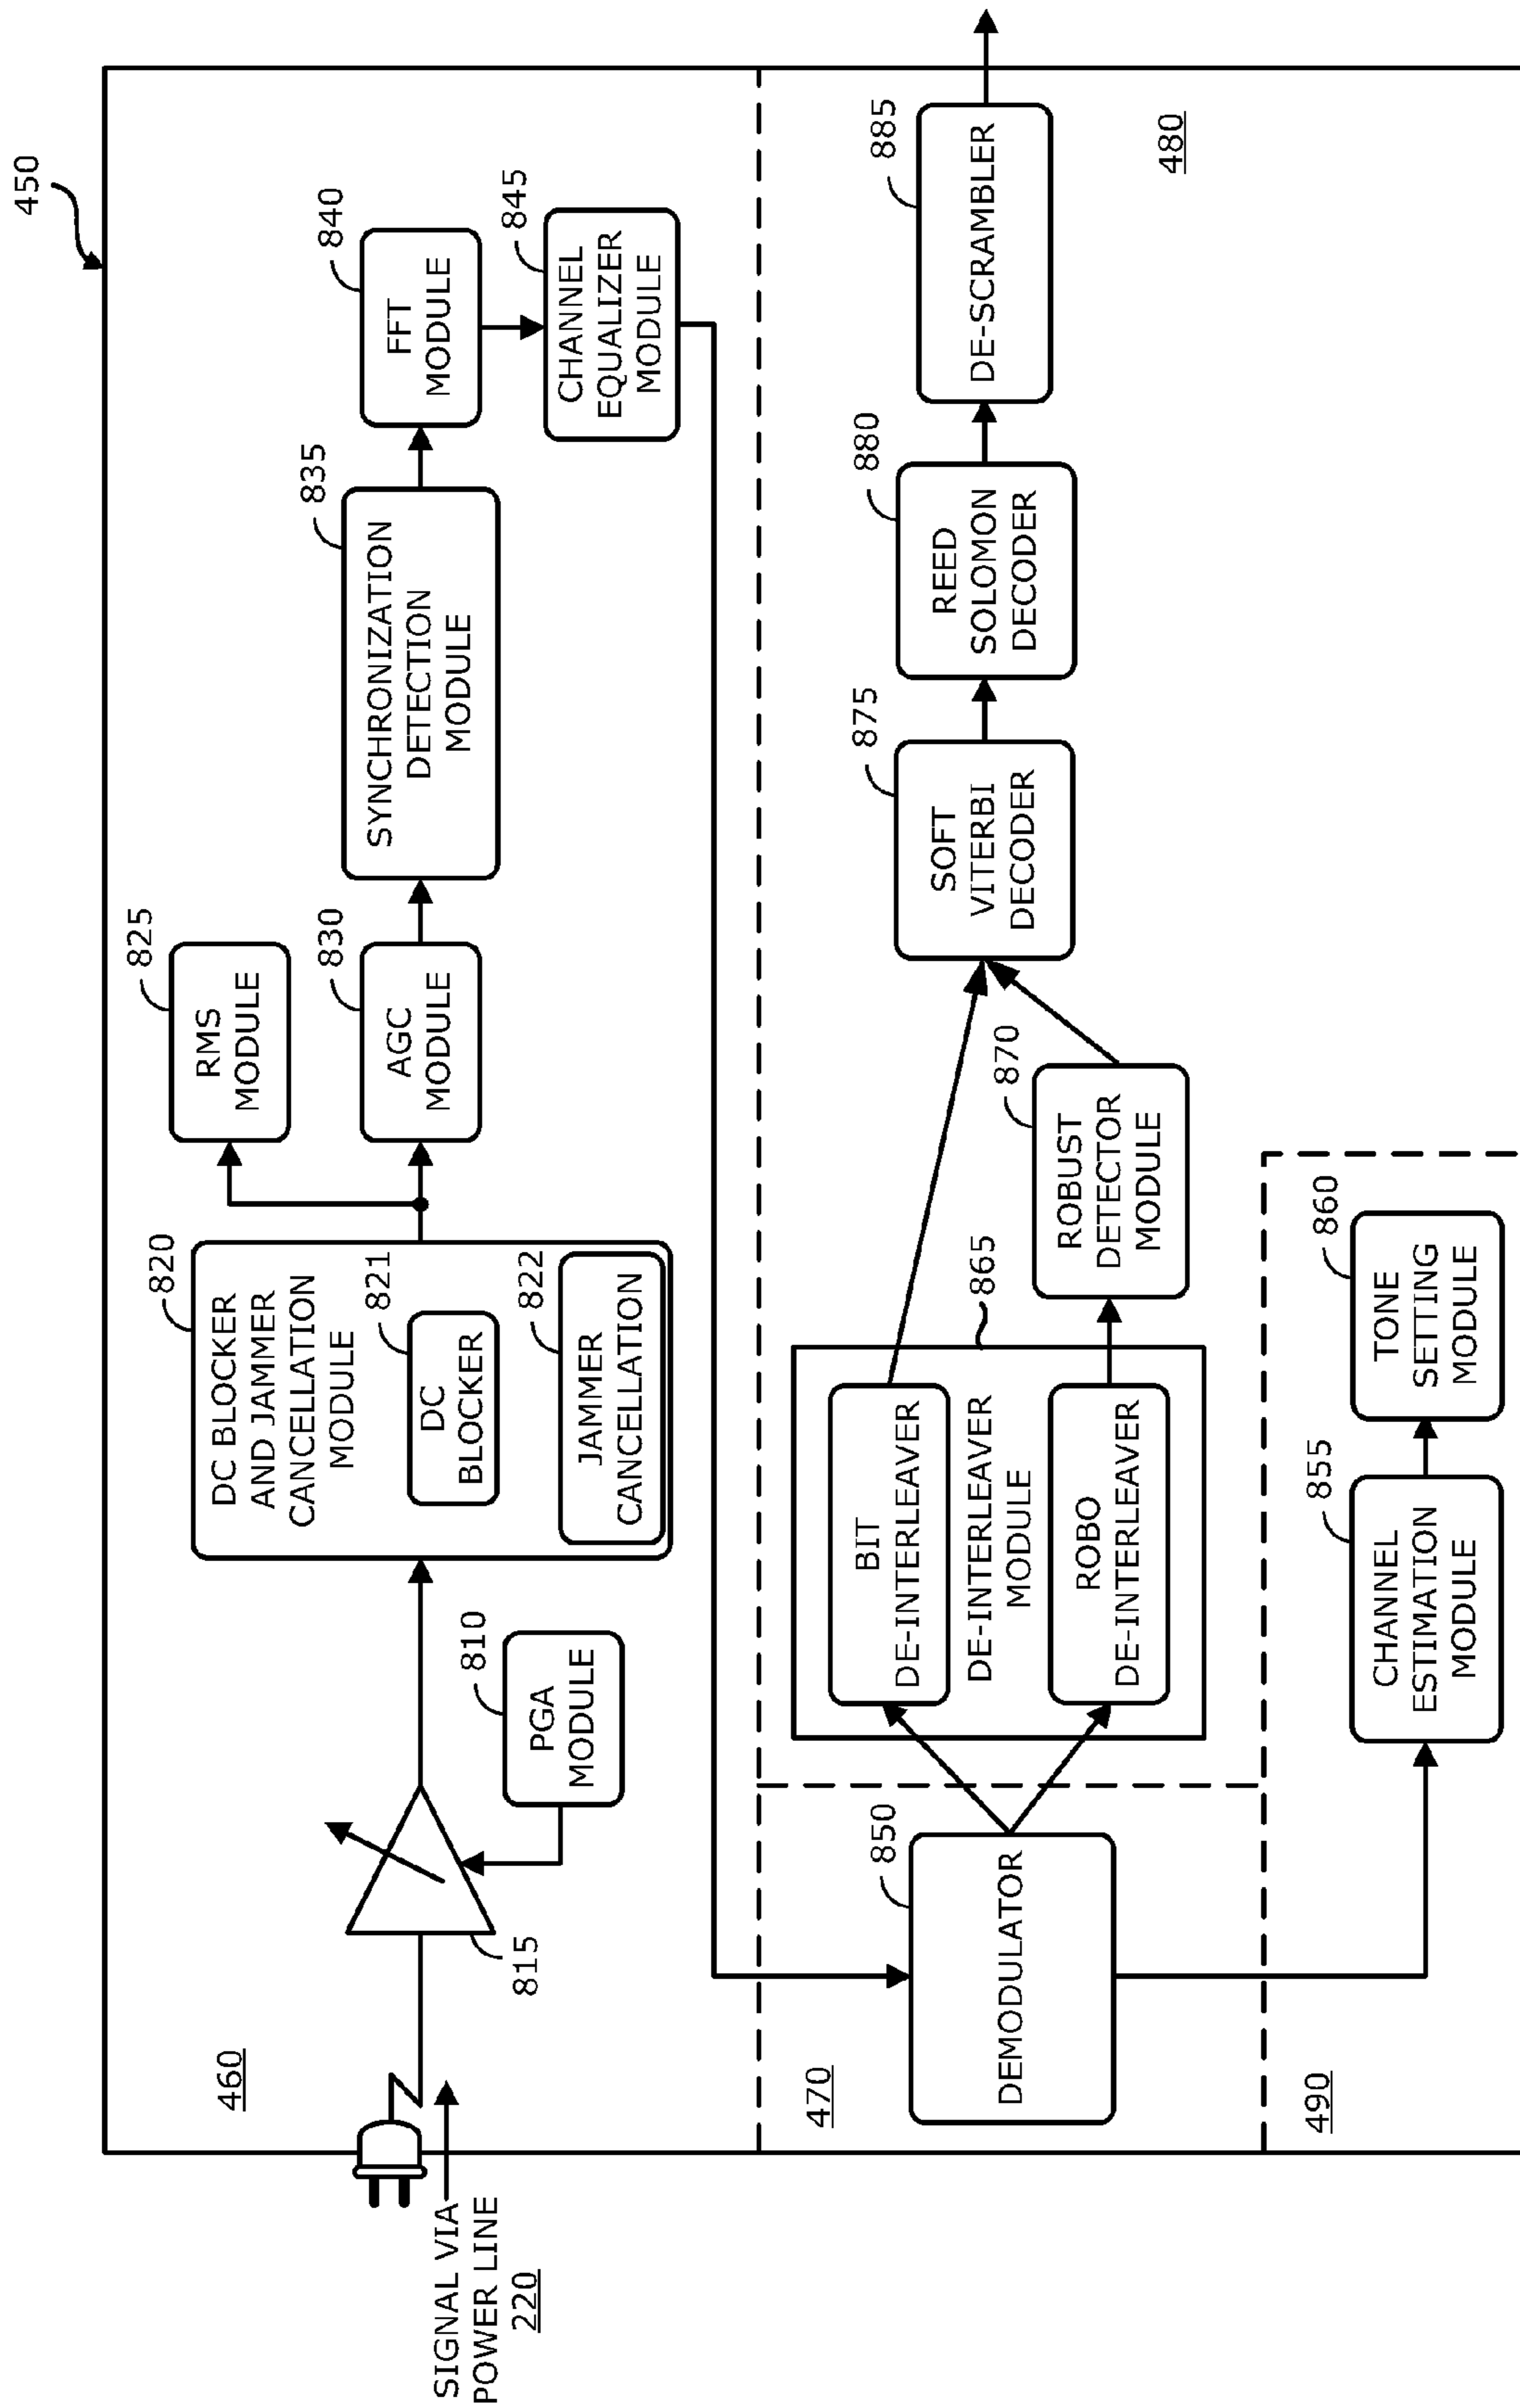 450
460
SIGNAL VIA
POWER LINE
220
815
PGA
MODULE
810
820
DC BLOCKER
AND JAMMER
CANCELLATION
MODULE
821
DC
BLOCKER
822
JAMMER
CANCELLATION
825
RMS
MODULE
830
AGC
MODULE
835
SYNCHRONIZATION
DETECTION
MODULE
840
FFT
MODULE
845
CHANNEL
EQUALIZER
MODULE
470
850
DEMODULATOR
BIT
DE-INTERLEAVER
DE-INTERLEAVER
MODULE
ROBO
DE-INTERLEAVER
865
870
ROBUST
DETECTOR
MODULE
875
SOFT
VITERBI
DECODER
880
REED
SOLOMON
DECODER
885
DE-SCRAMBLER
480
490
855
CHANNEL
ESTIMATION
MODULE
860
TONE
SETTING
MODULE